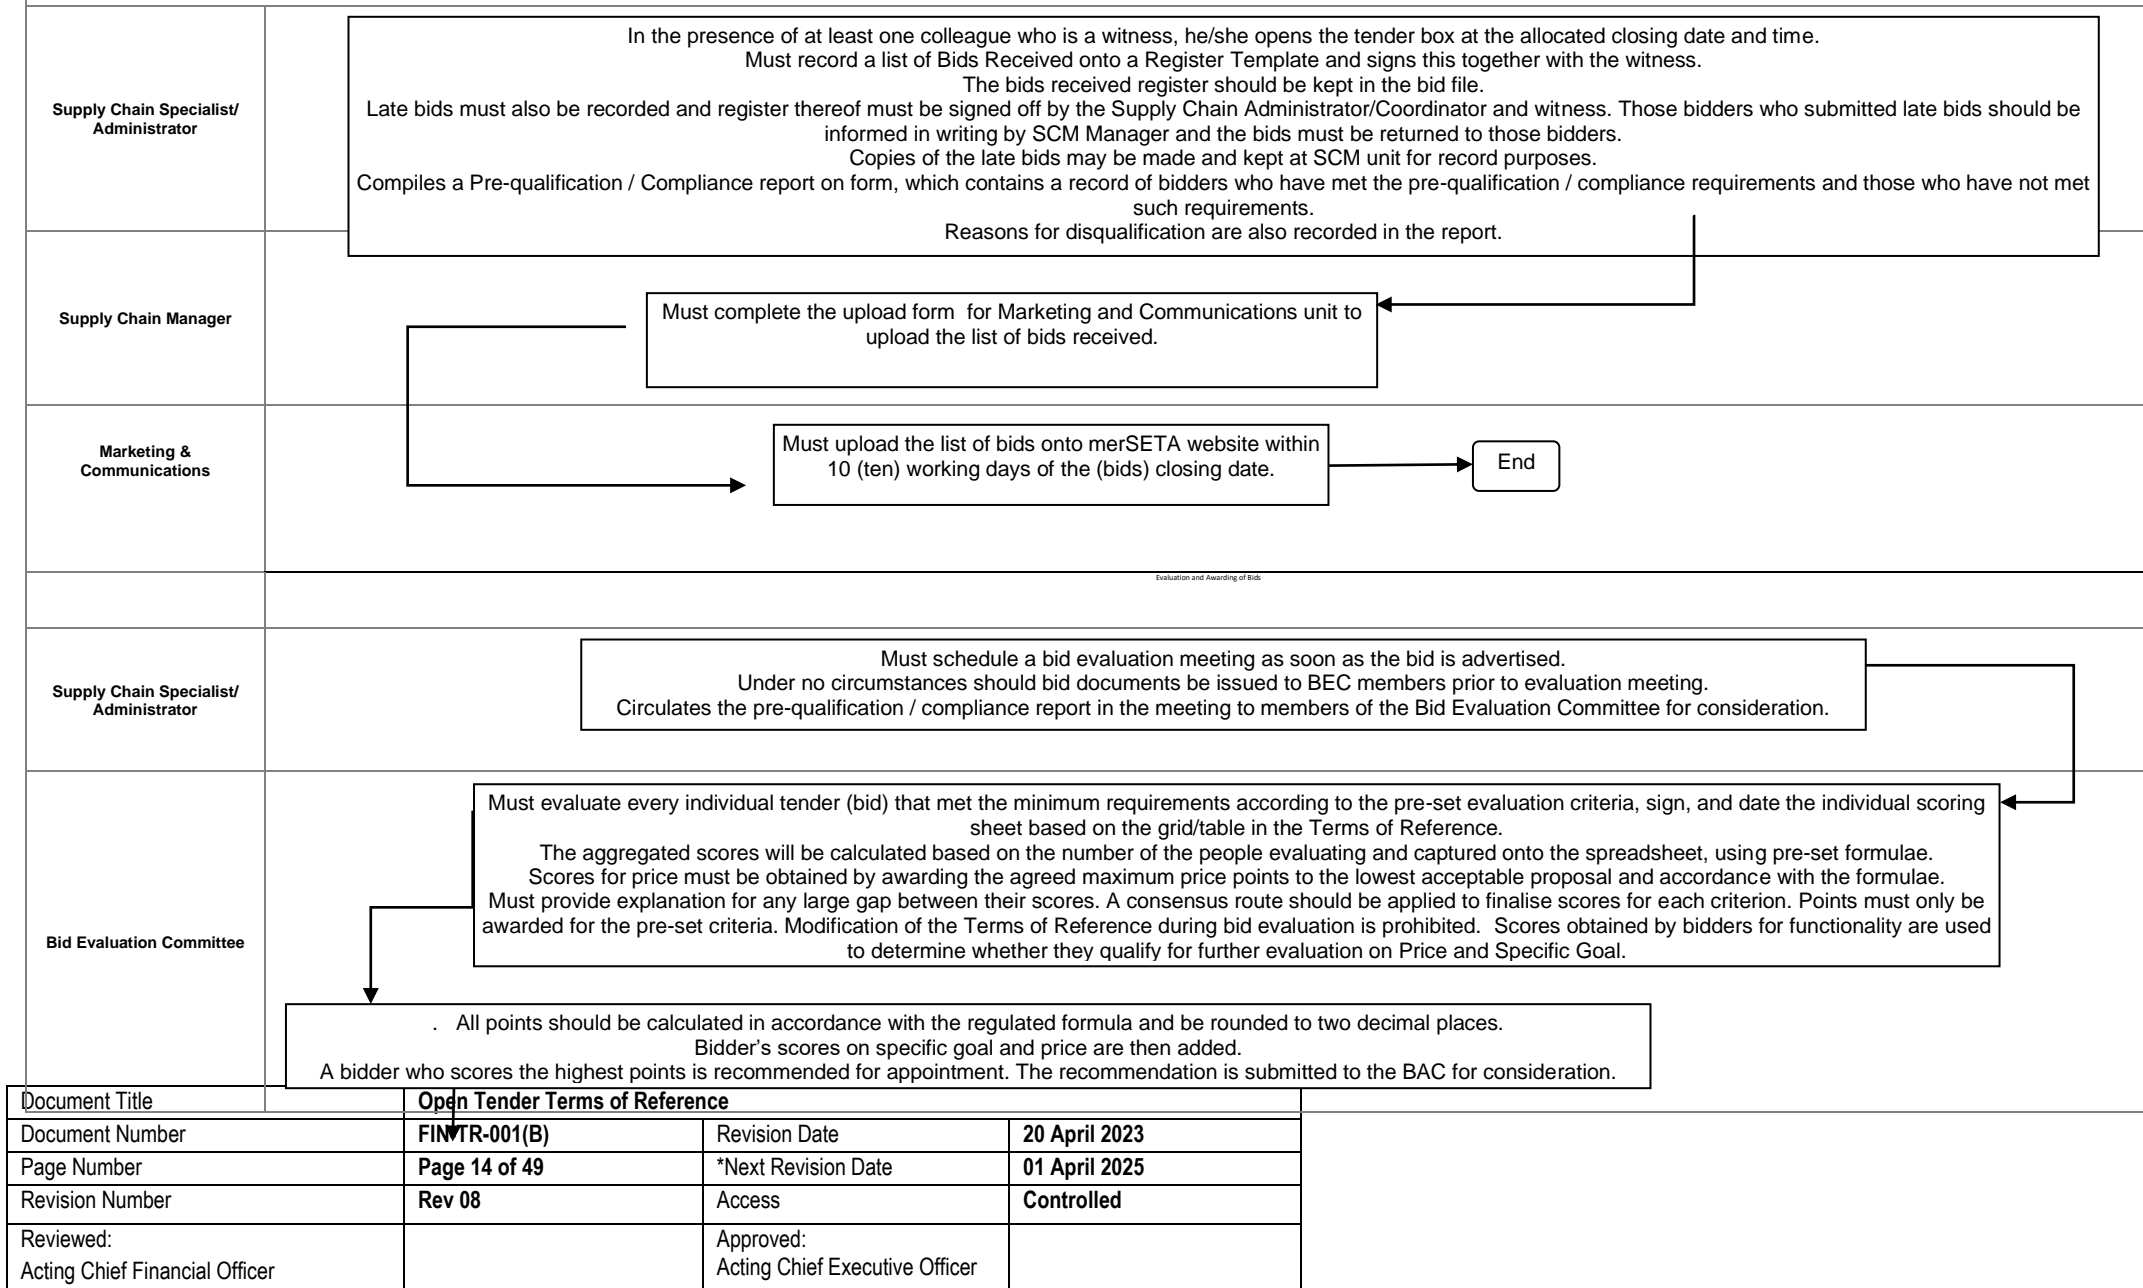 Supply Chain Specialist/
Administrator
In the presence of at least one colleague who is a witness, he/she opens the tender box at the allocated closing date and time.
Must record a list of Bids Received onto a Register Template and signs this together with the witness.
The bids received register should be kept in the bid file.
Late bids must also be recorded and register thereof must be signed off by the Supply Chain Administrator/Coordinator and witness. Those bidders who submitted late bids should be
informed in writing by SCM Manager and the bids must be returned to those bidders.
Copies of the late bids may be made and kept at SCM unit for record purposes.
Compiles a Pre-qualification / Compliance report on form, which contains a record of bidders who have met the pre-qualification / compliance requirements and those who have not met
such requirements.
Reasons for disqualification are also recorded in the report.
Supply Chain Manager
Must complete the upload form  for Marketing and Communications unit to
upload the list of bids received.
Marketing &
Communications
Must upload the list of bids onto merSETA website within
10 (ten) working days of the (bids) closing date.
End
Evaluation and Awarding of Bids
Supply Chain Specialist/
Administrator
Must schedule a bid evaluation meeting as soon as the bid is advertised.
Under no circumstances should bid documents be issued to BEC members prior to evaluation meeting.
Circulates the pre-qualification / compliance report in the meeting to members of the Bid Evaluation Committee for consideration.
Bid Evaluation Committee
Must evaluate every individual tender (bid) that met the minimum requirements according to the pre-set evaluation criteria, sign, and date the individual scoring
sheet based on the grid/table in the Terms of Reference.
The aggregated scores will be calculated based on the number of the people evaluating and captured onto the spreadsheet, using pre-set formulae.
Scores for price must be obtained by awarding the agreed maximum price points to the lowest acceptable proposal and accordance with the formulae.
Must provide explanation for any large gap between their scores. A consensus route should be applied to finalise scores for each criterion. Points must only be
awarded for the pre-set criteria. Modification of the Terms of Reference during bid evaluation is prohibited.  Scores obtained by bidders for functionality are used
to determine whether they qualify for further evaluation on Price and Specific Goal.
.   All points should be calculated in accordance with the regulated formula and be rounded to two decimal places.
Bidder's scores on specific goal and price are then added.
A bidder who scores the highest points is recommended for appointment. The recommendation is submitted to the BAC for consideration.
Document Title Open Tender Terms of Reference
Document Number FIN-TR-001(B) Revision Date 20 April 2023
Page Number Page 14 of 49 *Next Revision Date 01 April 2025
Revision Number Rev 08 Access Controlled
Reviewed: Approved:
Acting Chief Financial Officer Acting Chief Executive Officer